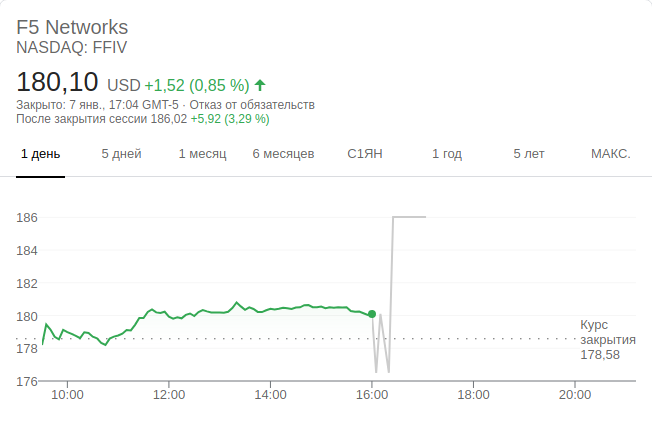 F5 Networks
NASDAQ: FFIV
180,10 USD +1,52 (0,85 %)
Закрыто: 7 янв., 17:04 GMT-5 · Отказ от обязательств
После закрытия сессии 186,02 +5,92 (3,29 %)
1 день 5 дней 1 месяц 6 месяцев С1ЯН 1 год 5 лет МАКС.
186
184
182
180
178
176
Курс
закрытия
178,58
10:00 12:00 14:00 16:00 18:00 20:00